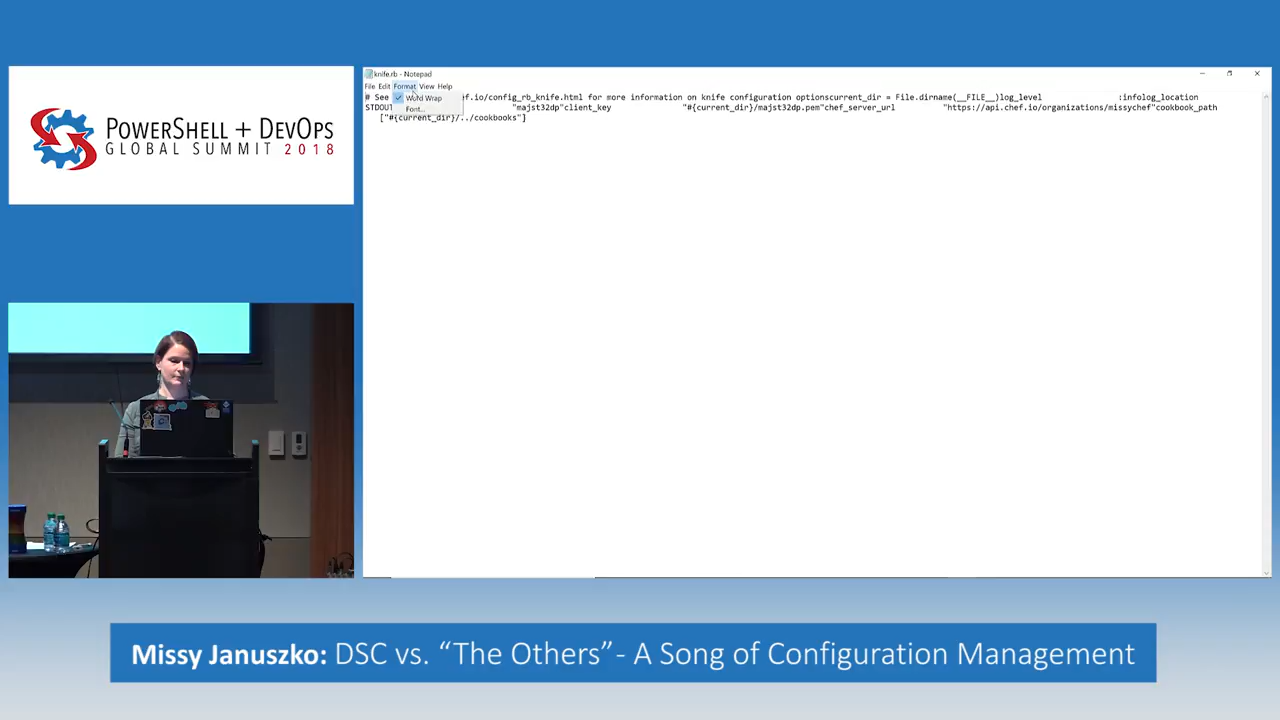 POWERSHELL + DEVOPS
GLOBAL SUMMIT 2018
knife.rb - Notepad
File Edit Format View Help
Word Wrap
Font...
# See ef.io/config_rb_knife.html for more information on knife configuration optionscurrent_dir = File.dirname(__FILE__)log_level :infolog_location
STDOUT "majst32dp"client_key "#{current_dir}/majst32dp.pem"chef_server_url "https://api.chef.io/organizations/missychef"cookbook_path
["#{current_dir}/../cookbooks"]
Missy Januszko: DSC vs. “The Others” - A Song of Configuration Management